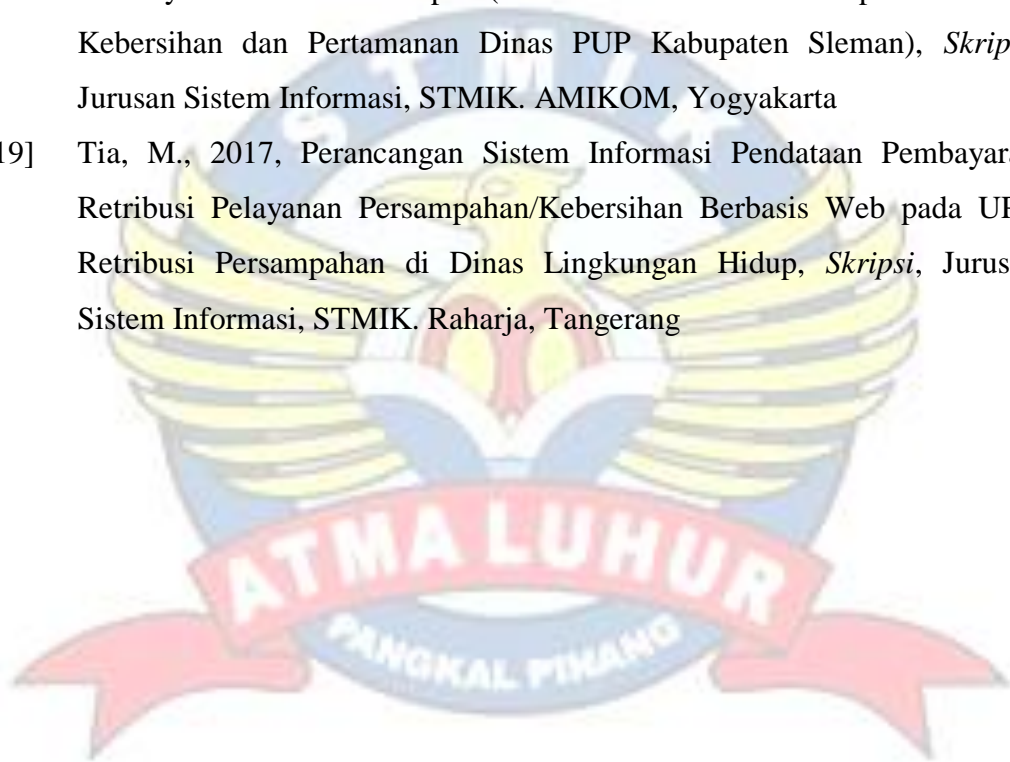 Kebersihan dan Pertamanan Dinas PUP Kabupaten Sleman), Skrip
Jurusan Sistem Informasi, STMIK. AMIKOM, Yogyakarta
19] Tia, M., 2017, Perancangan Sistem Informasi Pendataan Pembayara
Retribusi Pelayanan Persampahan/Kebersihan Berbasis Web pada
Retribusi Persampahan di Dinas Lingkungan Hidup, Skripsi, Jurus
Sistem Informasi, STMIK. Raharja, Tangerang
STMIK
ATMA LUHUR
PANGKAL PINANG